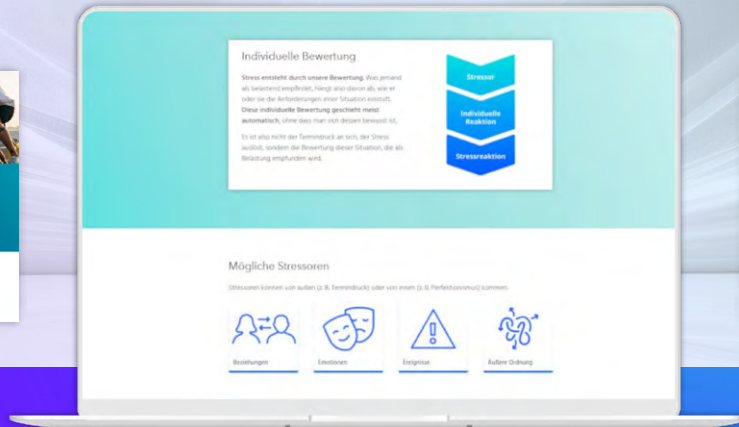 Individuelle Bewertung
Stress entsteht durch unsere Bewertung. Was jemand
als belastend empfindet, hängt also davon ab, wie er
oder sie die Anforderungen einer Situation einstuft.
Diese individuelle Bewertung geschieht meist
automatisch, ohne dass man sich dessen bewusst ist.
Es ist also nicht der Termindruck an sich, der Stress
auslöst, sondern die Bewertung dieser Situation, die als
Belastung empfunden wird.
Stressor
Individuelle
Reaktion
Stressreaktion
Mögliche Stressoren
Stressoren können von außen (z. B. Termindruck) oder von innen (z. B. Perfektionismus) kommen.
Beziehungen
Emotionen
Ereignisse
Äußere Ordnung